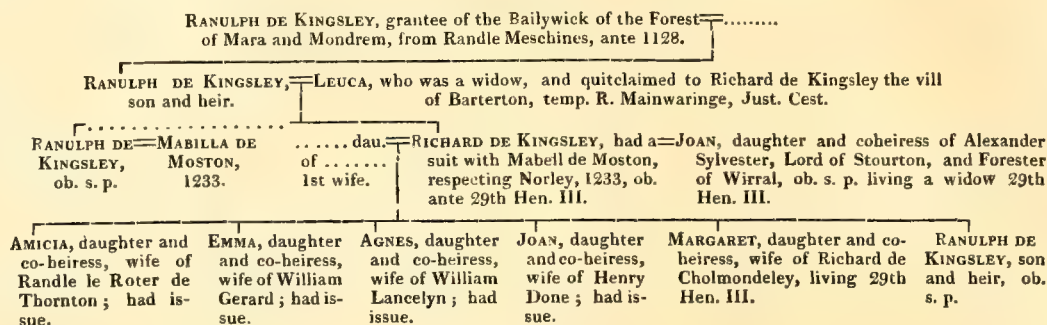 RANULPH DE KINGSLEY, grantee of the Bailywick of the Forest=.........
of Mara and Mondrem, from Randle Meschines, ante 1128.
RANULPH DE KINGSLEY,=LEUCA, who was a widow, and quitclaimed to Richard de Kingsley the vill
son and heir. of Barterton, temp. R. Mainwaringe, Just. Cest.
RANULPH DE=MABILLA DE
KINGSLEY, MOSTON,
ob. s. p. 1233.
...... dau.
of .......
1st wife.
=RICHARD DE KINGSLEY, had a=
suit with Mabell de Moston,
respecting Norley, 1233, ob.
ante 29th Hen. III.
JOAN, daughter and coheiress of Alexander
Sylvester, Lord of Stourton, and Forester
of Wirral, ob. s. p. living a widow 29th
Hen. III.
AMICIA, daughter and
co-heiress, wife of
Randle le Roter de
Thornton; had is-
sue.
EMMA, daughter
and co-heiress,
wife of William
Gerard; had is-
sue.
AGNES, daughter
and co-heiress,
wife of William
Lancelyn; had
issue.
JOAN, daughter
and co-heiress,
wife of Henry
Done; had is-
sue.
MARGARET, daughter and co-
heiress, wife of Richard de
Cholmondeley, living 29th
Hen. III.
RANULPH DE
KINGSLEY, son
and heir, ob.
s. p.